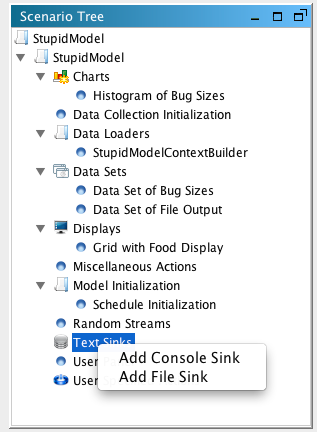 Scenario Tree
StupidModel
StupidModel
Charts
Histogram of Bug Sizes
Data Collection Initialization
Data Loaders
StupidModelContextBuilder
Data Sets
Data Set of Bug Sizes
Data Set of File Output
Displays
Grid with Food Display
Miscellaneous Actions
Model Initialization
Schedule Initialization
Random Streams
Text Sinks
User
User
Add Console Sink
Add File Sink